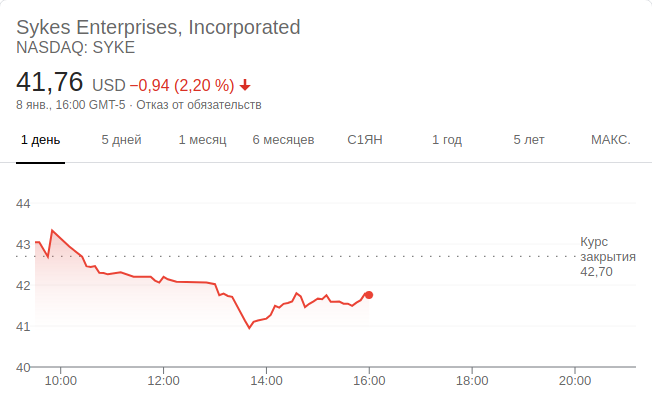 Sykes Enterprises, Incorporated
NASDAQ: SYKE
41,76 USD −0,94 (2,20 %)
8 янв., 16:00 GMT-5 · Отказ от обязательств
1 день 5 дней 1 месяц 6 месяцев С1ЯН 1 год 5 лет МАКС.
44
43
42
41
40
Курс
закрытия
42,70
10:00 12:00 14:00 16:00 18:00 20:00